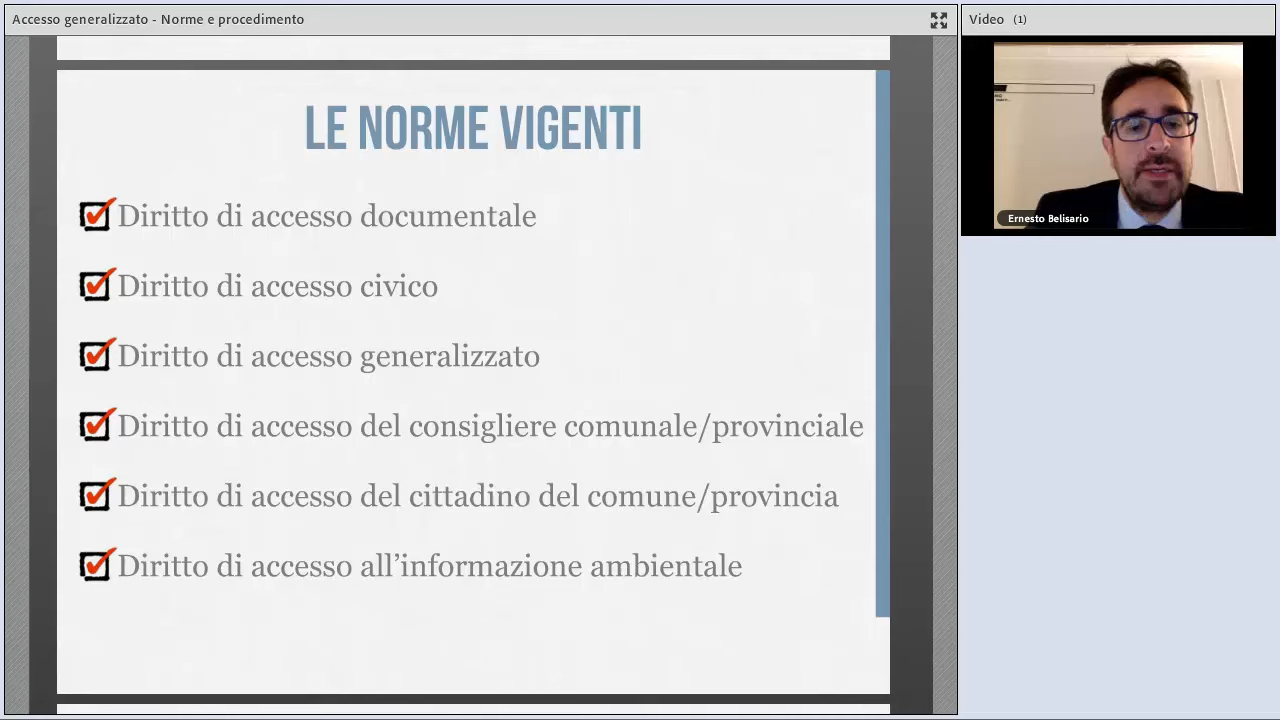 Accesso generalizzato - Norme e procedimento
Video (1)
LE NORME VIGENTI
Diritto di accesso documentale
Diritto di accesso civico
Diritto di accesso generalizzato
Diritto di accesso del consigliere comunale/provinciale
Diritto di accesso del cittadino del comune/provincia
Diritto di accesso all’informazione ambientale
Ernesto Belisario